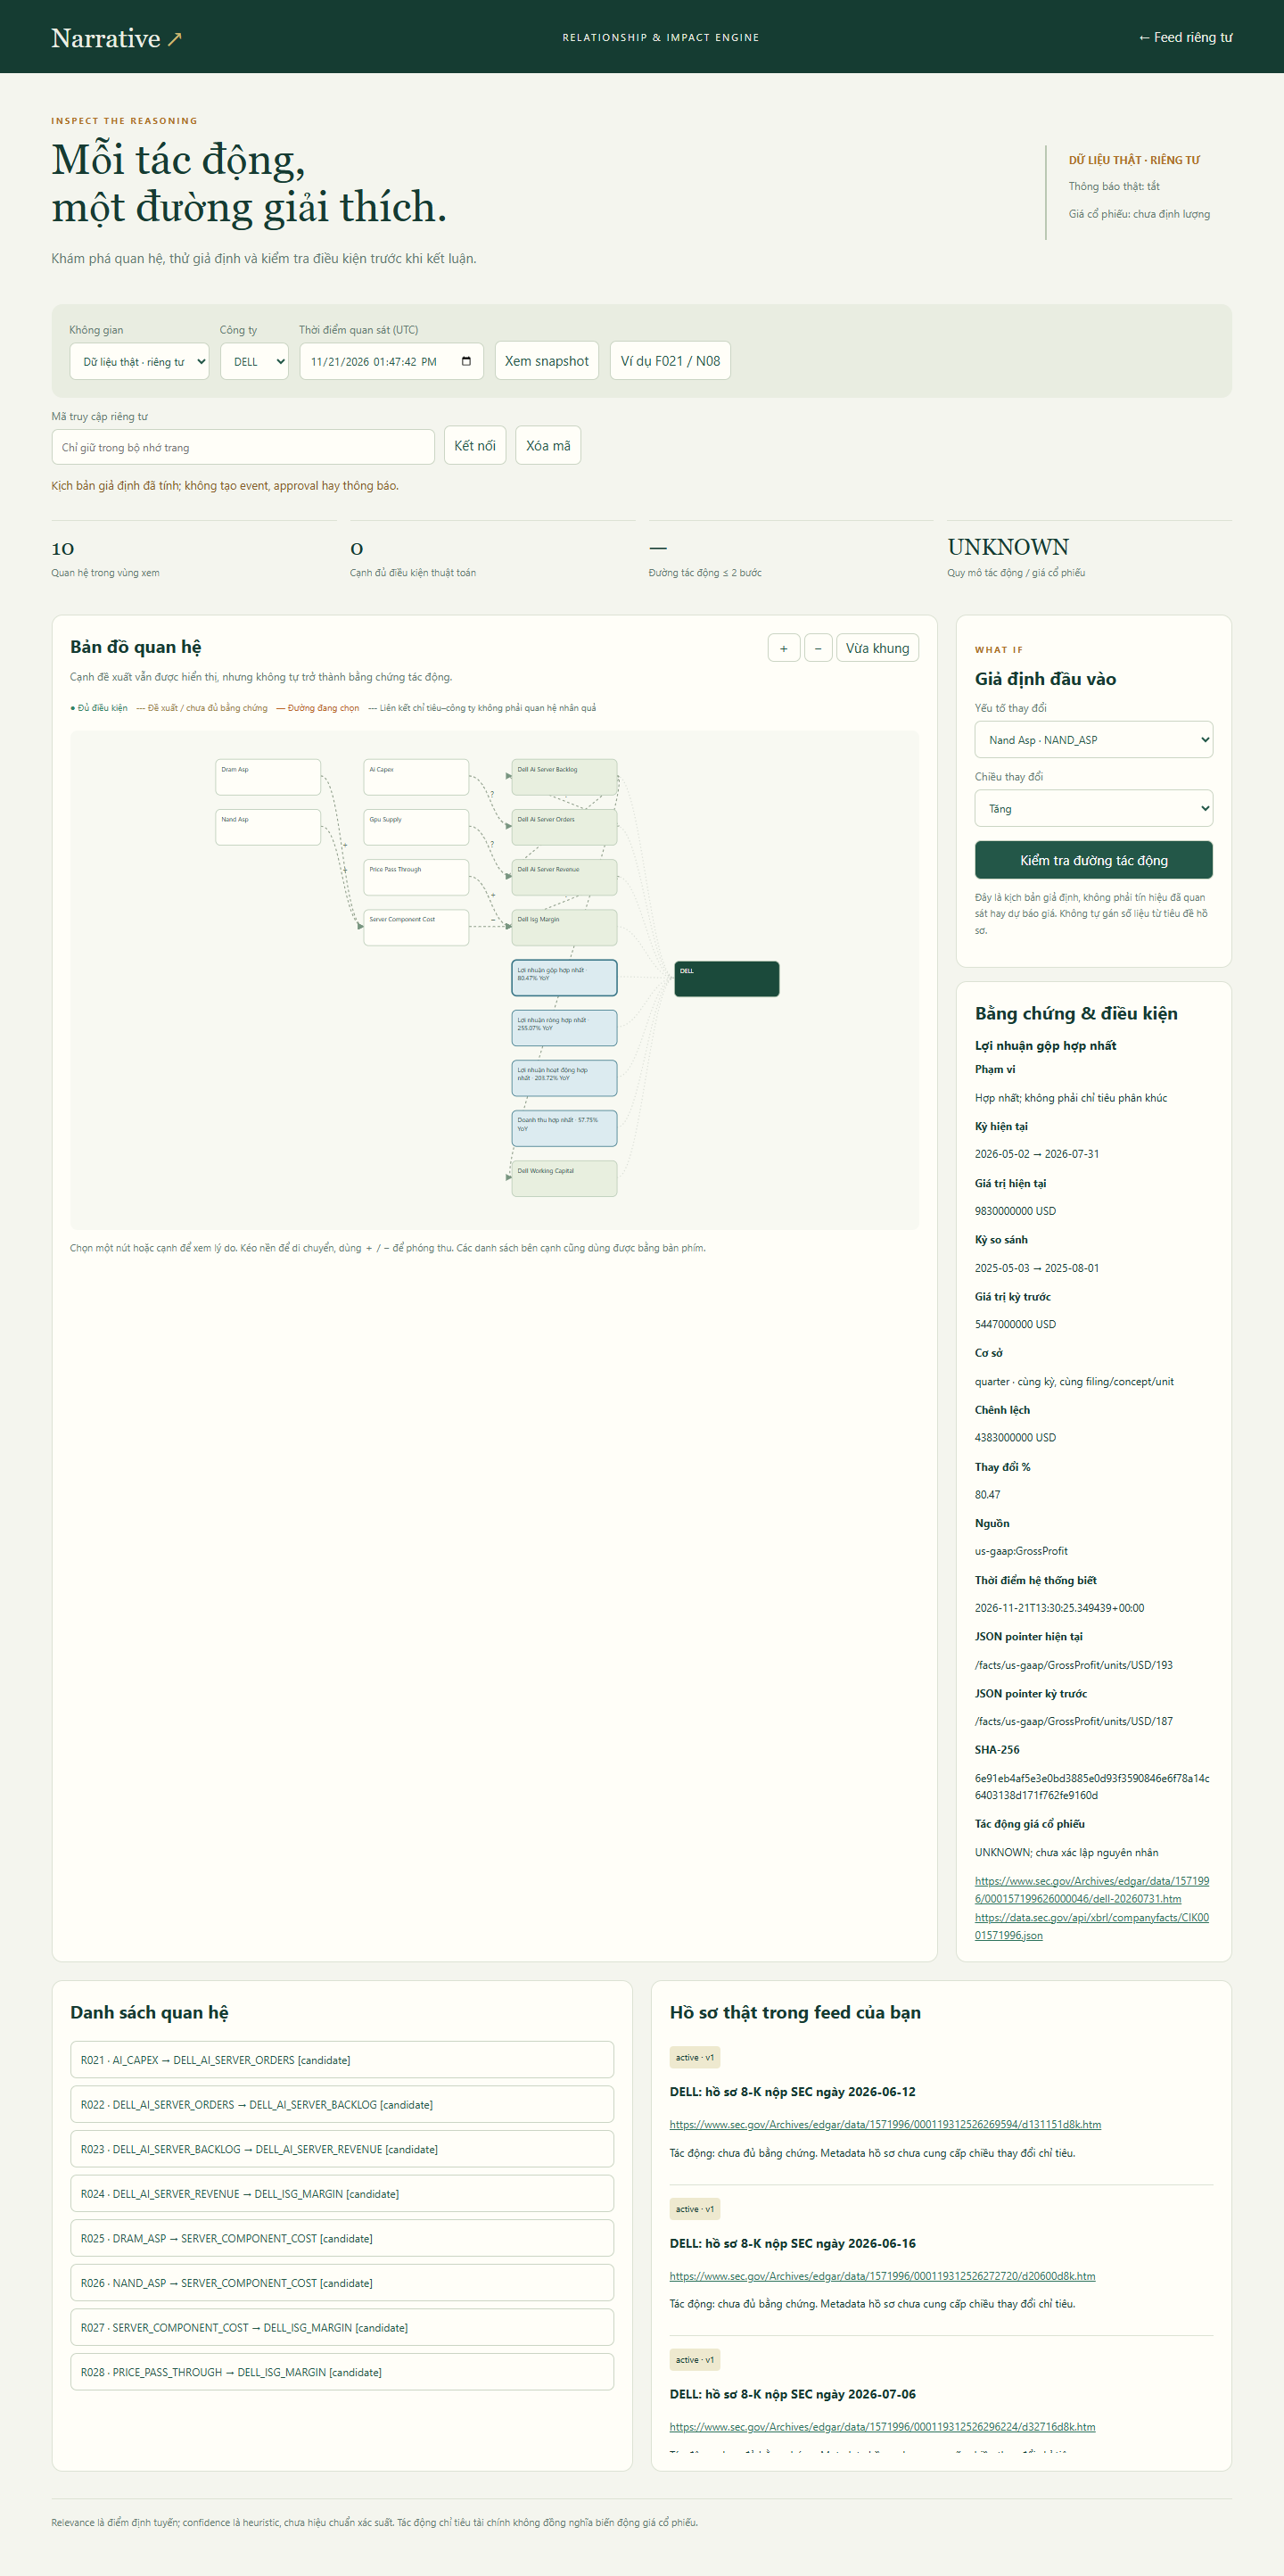 Narrative ↗
RELATIONSHIP & IMPACT ENGINE
← Feed riêng tư
INSPECT THE REASONING
Mỗi tác động,
một đường giải thích.
Khám phá quan hệ, thử giả định và kiểm tra điều kiện trước khi kết luận.
DỮ LIỆU THẬT · RIÊNG TƯ
Thông báo thật: tắt
Giá cổ phiếu: chưa định lượng
Không gian
Công ty
Thời điểm quan sát (UTC)
Dữ liệu thật · riêng tư
DELL
11/21/2026 01:47:42 PM
Xem snapshot
Ví dụ F021 / N08
Mã truy cập riêng tư
Chỉ giữ trong bộ nhớ trang
Kết nối
Xóa mã
Kịch bản giả định đã tính; không tạo event, approval hay thông báo.
10
Quan hệ trong vùng xem
0
Cạnh đủ điều kiện thuật toán
—
Đường tác động ≤ 2 bước
UNKNOWN
Quy mô tác động / giá cổ phiếu
Bản đồ quan hệ
+
−
Vừa khung
Cạnh đề xuất vẫn được hiển thị, nhưng không tự trở thành bằng chứng tác động.
● Đủ điều kiện
--- Đề xuất / chưa đủ bằng chứng
— Đường đang chọn
--- Liên kết chỉ tiêu–công ty không phải quan hệ nhân quả
Dram Asp
Ai Capex
Dell Ai Server Backlog
?
Nand Asp
Gpu Supply
Dell Ai Server Orders
+
?
Price Pass Through
Dell Ai Server Revenue
+
+
Server Component Cost
Dell Isg Margin
−
Lợi nhuận gộp hợp nhất ·
80.47% YoY
DELL
Lợi nhuận ròng hợp nhất ·
255.07% YoY
Lợi nhuận hoạt động hợp
nhất · 203.72% YoY
Doanh thu hợp nhất · 57.75%
YoY
Dell Working Capital
Chọn một nút hoặc cạnh để xem lý do. Kéo nền để di chuyển, dùng + / − để phóng thu. Các danh sách bên cạnh cũng dùng được bằng bàn phím.
WHAT IF
Giả định đầu vào
Yếu tố thay đổi
Nand Asp · NAND_ASP
Chiều thay đổi
Tăng
Kiểm tra đường tác động
Đây là kịch bản giả định, không phải tín hiệu đã quan
sát hay dự báo giá. Không tự gán số liệu từ tiêu đề hồ
sơ.
Bằng chứng & điều kiện
Lợi nhuận gộp hợp nhất
Phạm vi
Hợp nhất; không phải chỉ tiêu phân khúc
Kỳ hiện tại
2026-05-02 → 2026-07-31
Giá trị hiện tại
9830000000 USD
Kỳ so sánh
2025-05-03 → 2025-08-01
Giá trị kỳ trước
5447000000 USD
Cơ sở
quarter · cùng kỳ, cùng filing/concept/unit
Chênh lệch
4383000000 USD
Thay đổi %
80.47
Nguồn
us-gaap:GrossProfit
Thời điểm hệ thống biết
2026-11-21T13:30:25.349439+00:00
JSON pointer hiện tại
/facts/us-gaap/GrossProfit/units/USD/193
JSON pointer kỳ trước
/facts/us-gaap/GrossProfit/units/USD/187
SHA-256
6e91eb4af5e3e0bd3885e0d93f3590846e6f78a14c
6403138d171f762fe9160d
Tác động giá cổ phiếu
UNKNOWN; chưa xác lập nguyên nhân
https://www.sec.gov/Archives/edgar/data/157199
6/000157199626000046/dell-20260731.htm
https://data.sec.gov/api/xbrl/companyfacts/CIK00
01571996.json
Danh sách quan hệ
R021 · AI_CAPEX → DELL_AI_SERVER_ORDERS [candidate]
R022 · DELL_AI_SERVER_ORDERS → DELL_AI_SERVER_BACKLOG [candidate]
R023 · DELL_AI_SERVER_BACKLOG → DELL_AI_SERVER_REVENUE [candidate]
R024 · DELL_AI_SERVER_REVENUE → DELL_ISG_MARGIN [candidate]
R025 · DRAM_ASP → SERVER_COMPONENT_COST [candidate]
R026 · NAND_ASP → SERVER_COMPONENT_COST [candidate]
R027 · SERVER_COMPONENT_COST → DELL_ISG_MARGIN [candidate]
R028 · PRICE_PASS_THROUGH → DELL_ISG_MARGIN [candidate]
Hồ sơ thật trong feed của bạn
active · v1
DELL: hồ sơ 8-K nộp SEC ngày 2026-06-12
https://www.sec.gov/Archives/edgar/data/1571996/000119312526269594/d131151d8k.htm
Tác động: chưa đủ bằng chứng. Metadata hồ sơ chưa cung cấp chiều thay đổi chỉ tiêu.
active · v1
DELL: hồ sơ 8-K nộp SEC ngày 2026-06-16
https://www.sec.gov/Archives/edgar/data/1571996/000119312526272720/d20600d8k.htm
Tác động: chưa đủ bằng chứng. Metadata hồ sơ chưa cung cấp chiều thay đổi chỉ tiêu.
active · v1
DELL: hồ sơ 8-K nộp SEC ngày 2026-07-06
https://www.sec.gov/Archives/edgar/data/1571996/000119312526296224/d32716d8k.htm
Relevance là điểm định tuyến; confidence là heuristic, chưa hiệu chuẩn xác suất. Tác động chỉ tiêu tài chính không đồng nghĩa biến động giá cổ phiếu.